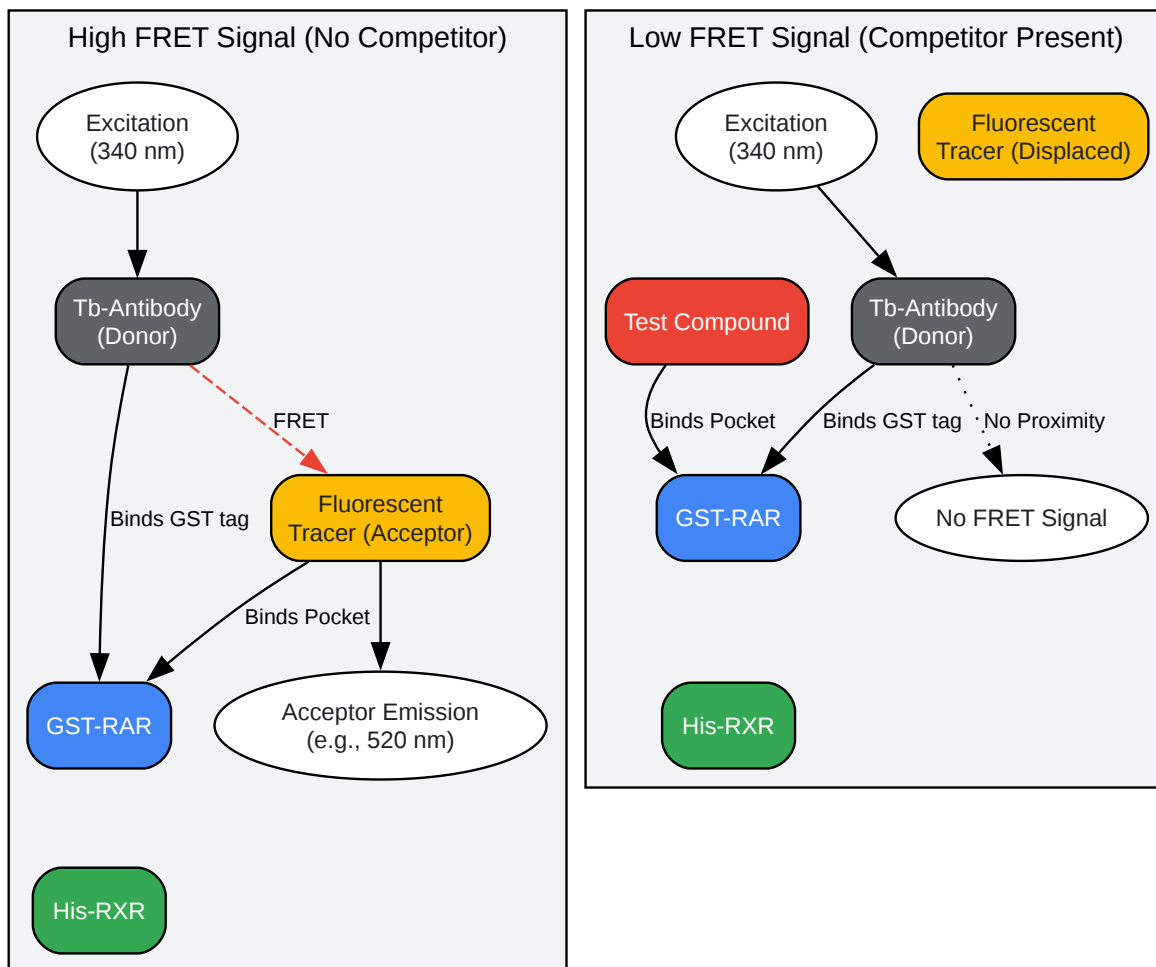 High FRET Signal (No Competitor)
Excitation
(340 nm)
Tb-Antibody
(Donor)
FRET
Binds GST tag
Fluorescent
Tracer (Acceptor)
Binds Pocket
GST-RAR
Acceptor Emission
(e.g., 520 nm)
His-RXR
Low FRET Signal (Competitor Present)
Excitation
(340 nm)
Fluorescent
Tracer (Displaced)
Test Compound
Tb-Antibody
(Donor)
Binds Pocket
Binds GST tag
No Proximity
GST-RAR
No FRET Signal
His-RXR